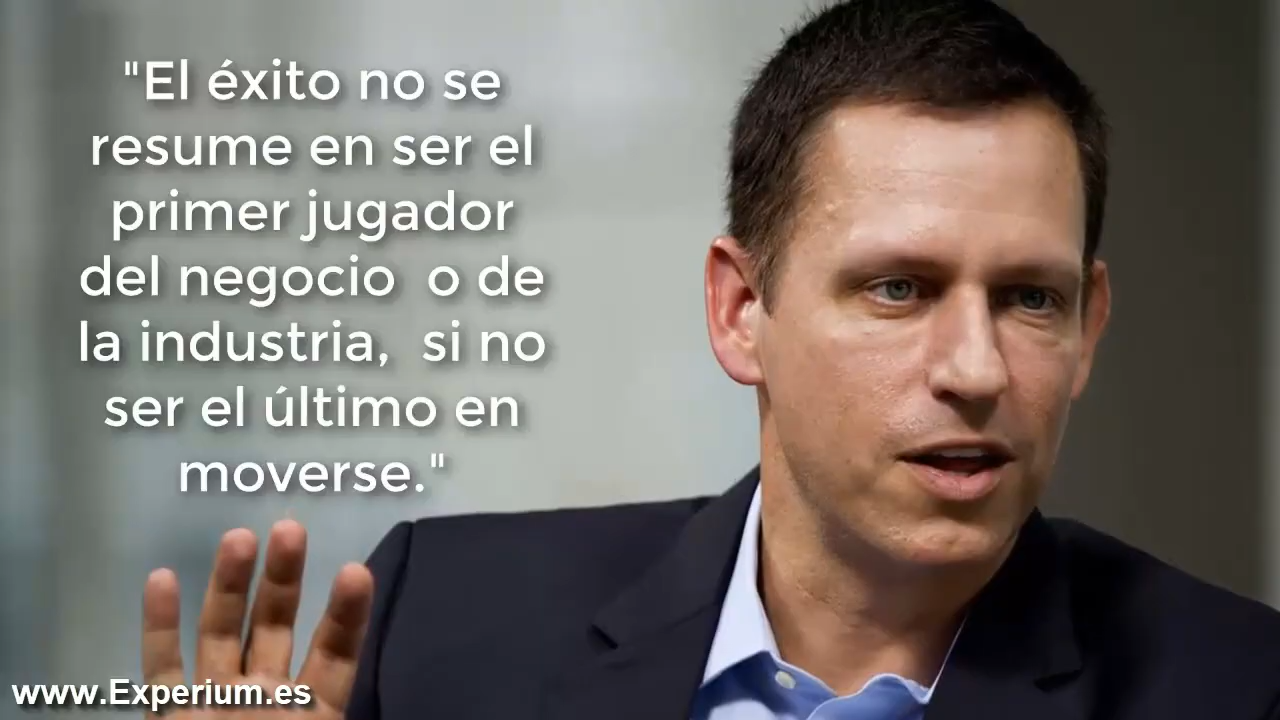 "El éxito no se
resume en ser el
primer jugador
del negocio  o de
la industria,  si no
ser el último en
moverse."
www.Experium.es